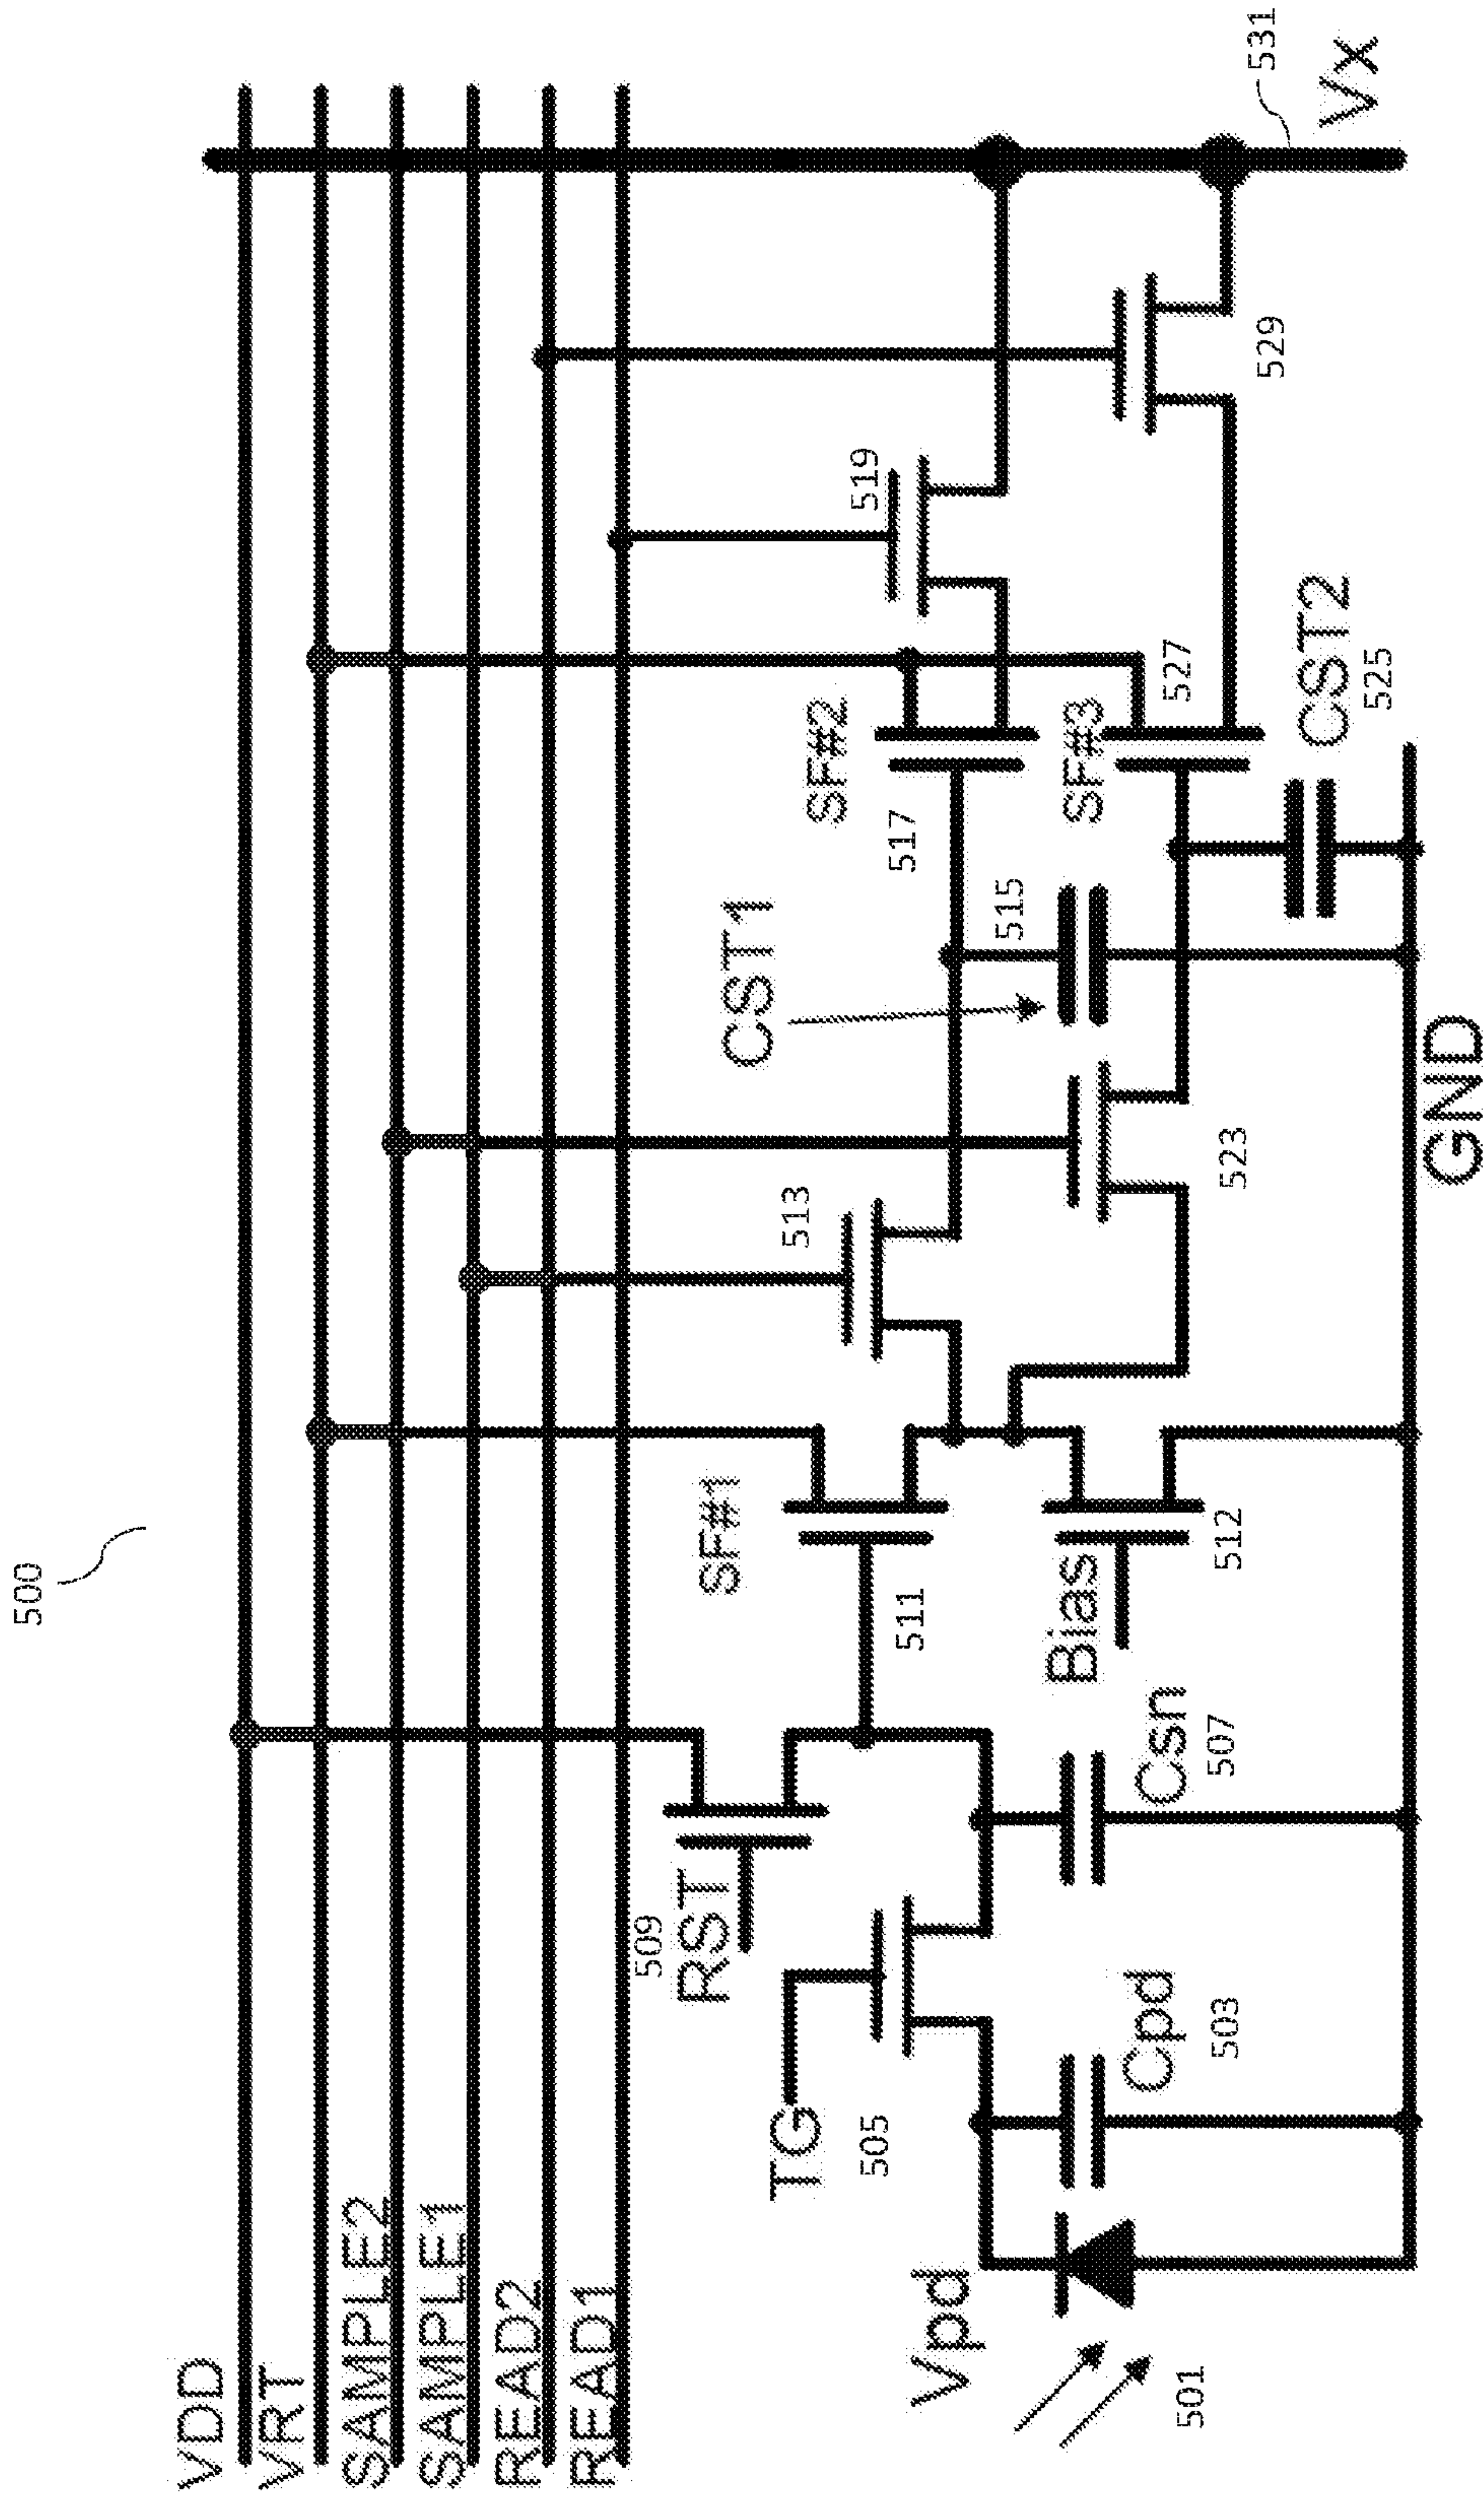 500
VDD
VRT
SAMPLE2
SAMPLE1
READ2
READ1
509
RST
SF#1
511
TG
505
Vpd
501
Cpd
503
Csn
507
Bias
512
513
523
CST1
515
SF#2
517
SF#3
527
519
529
CST2
525
GND
531
Vx